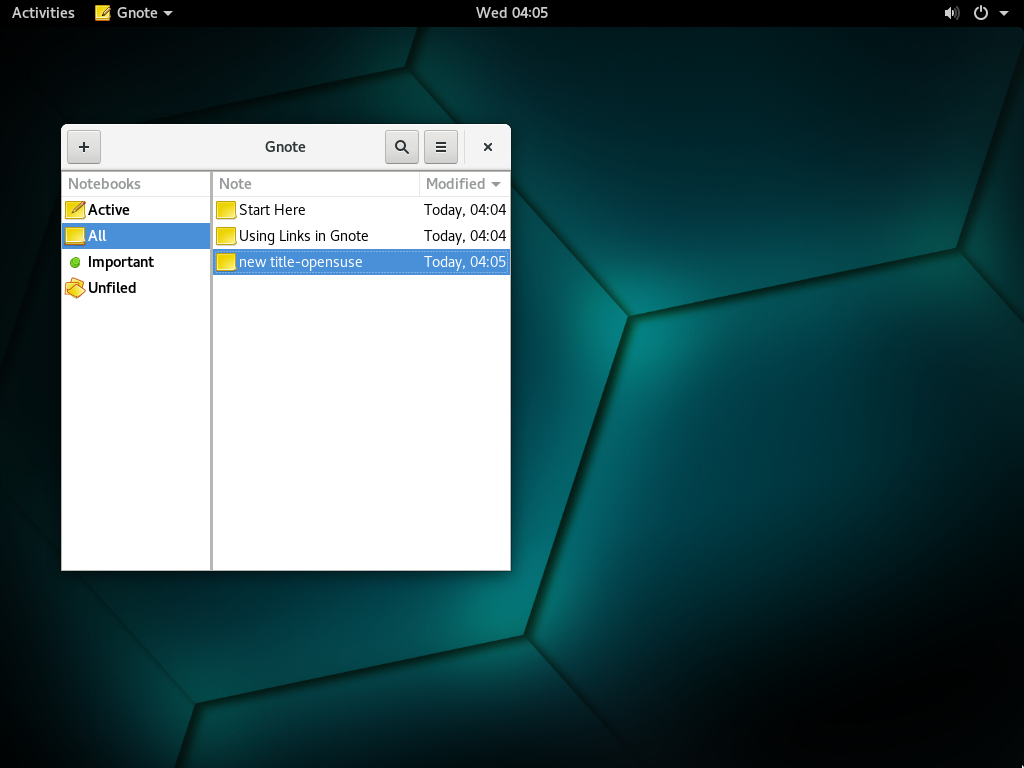 Activities Gnote Wed 04:05
Gnote
Notebooks Note Modified
Active Start Here Today, 04:04
All Using Links in Gnote Today, 04:04
Important new title-opensuse Today, 04:05
Unfiled